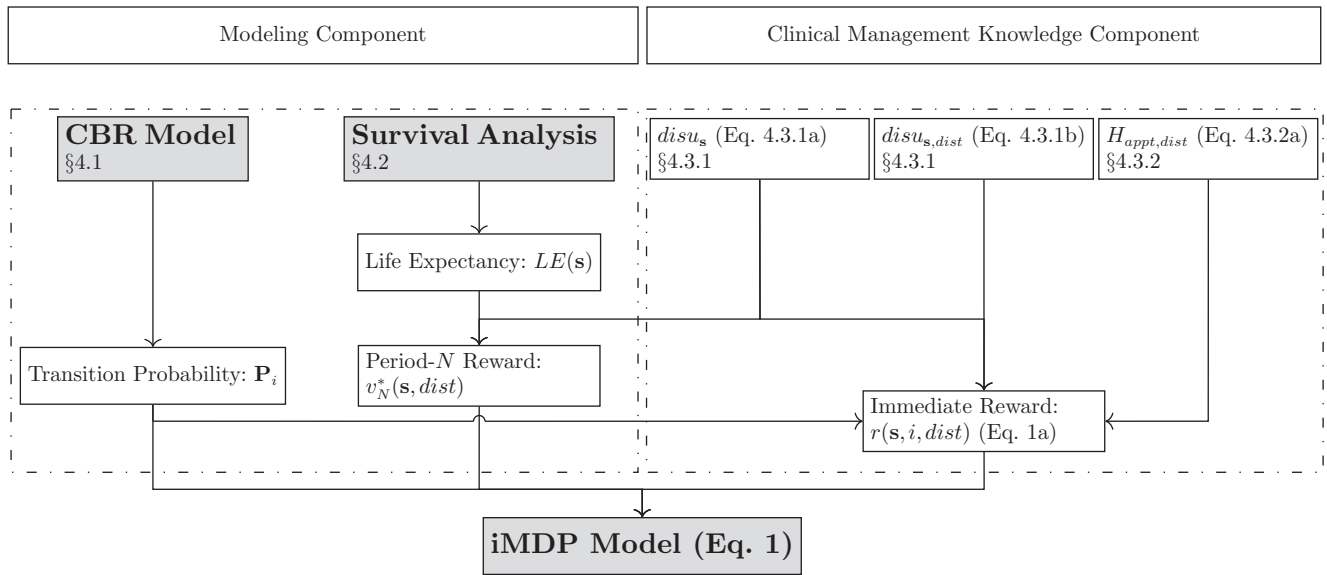 Modeling Component
Clinical Management Knowledge Component
CBR Model
§4.1
Survival Analysis
§4.2
disu_s (Eq. 4.3.1a)
§4.3.1
disu_{s,dist} (Eq. 4.3.1b)
§4.3.1
H_{appt,dist} (Eq. 4.3.2a)
§4.3.2
Life Expectancy: LE(s)
Transition Probability: P_i
Period-N Reward:
v*_N(s, dist)
Immediate Reward:
r(s, i, dist) (Eq. 1a)
iMDP Model (Eq. 1)